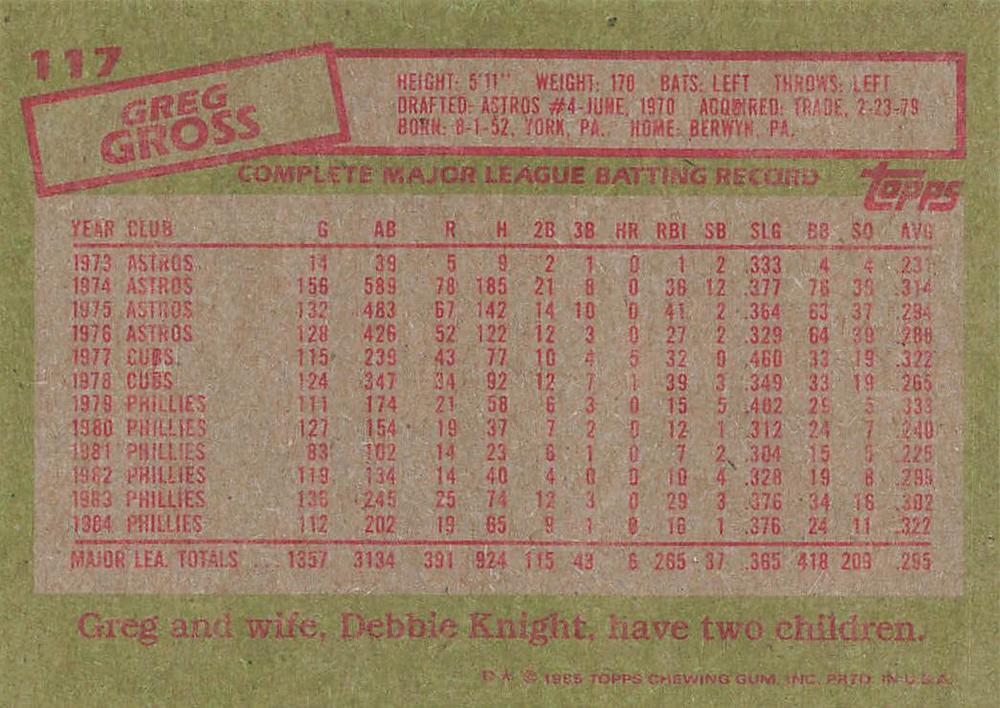 117
GREG
GROSS
HEIGHT: 5'11" WEIGHT: 170 BATS: LEFT THROWS: LEFT
DRAFTED: ASTROS #4-JUNE, 1970 ACQUIRED: TRADE, 2-23-79
BORN: 8-1-52, YORK, PA. HOME: BERWYN, PA.
COMPLETE MAJOR LEAGUE BATTING RECORD
TOPPS
YEAR CLUB G AB R H 2B 3B HR RBI SB SLG BB SO AVG
1973 ASTROS 14 39 5 9 2 1 0 1 2 .333 4 4 .231
1974 ASTROS 156 589 78 185 21 8 0 36 12 .377 76 39 .314
1975 ASTROS 132 483 67 142 14 10 0 41 2 .364 63 37 .294
1976 ASTROS 128 426 52 122 12 3 0 27 2 .329 64 39 .286
1977 CUBS 115 239 43 77 10 4 5 32 0 .460 33 19 .322
1978 CUBS 124 347 34 92 12 7 1 39 3 .349 33 19 .265
1979 PHILLIES 111 174 21 58 6 3 0 15 5 .402 29 5 .333
1980 PHILLIES 127 154 19 37 7 2 0 12 1 .312 24 7 .240
1981 PHILLIES 83 102 14 23 6 1 0 7 2 .304 15 5 .225
1982 PHILLIES 119 134 14 40 4 0 0 10 4 .328 19 8 .299
1983 PHILLIES 136 245 25 74 12 3 0 29 3 .376 34 16 .302
1984 PHILLIES 112 202 19 65 9 1 0 16 1 .376 24 11 .322
MAJOR LEA. TOTALS ... 1357 3134 391 924 115 43 6 265 37 .365 418 209 .295
Greg and wife, Debbie Knight, have two children.
D★ © 1985 TOPPS CHEWING GUM, INC. PRTD. IN U.S.A.